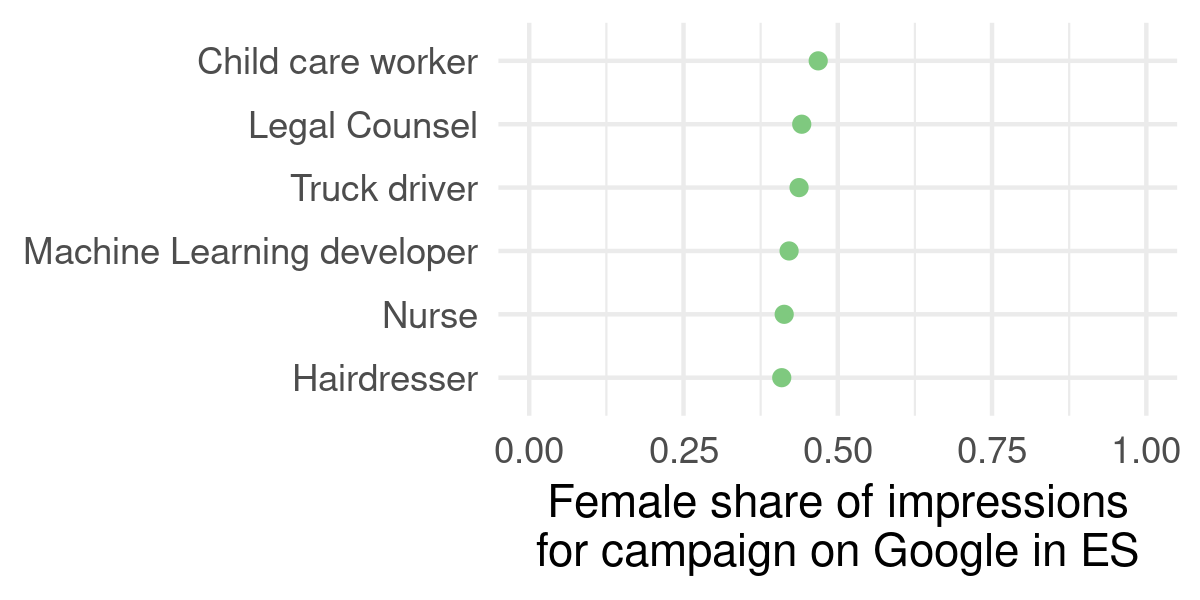 Child care worker
Legal Counsel
Truck driver
Machine Learning developer
Nurse
Hairdresser
0.00 0.25 0.50 0.75 1.00
Female share of impressions
for campaign on Google in ES